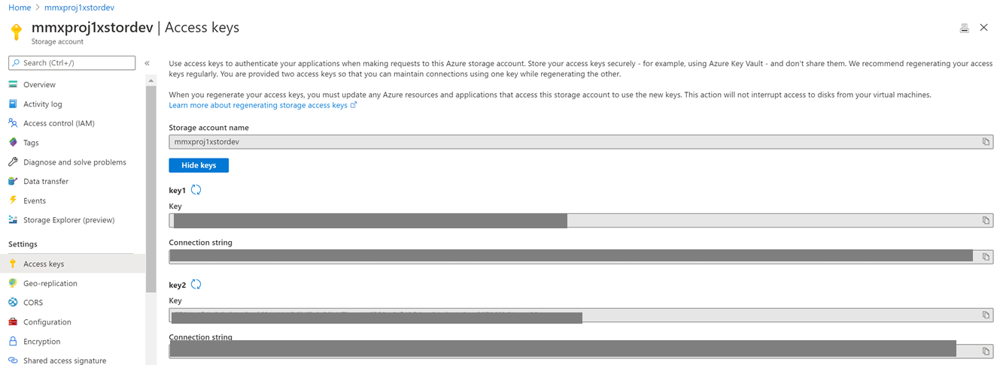 Home > mmxproj1xstordev
mmxproj1xstordev | Access keys
Storage account
Search (Ctrl+/)
«
Overview
Activity log
Access control (IAM)
Tags
Diagnose and solve problems
Data transfer
Events
Storage Explorer (preview)
Settings
Access keys
Geo-replication
CORS
Configuration
Encryption
Shared access signature
Use access keys to authenticate your applications when making requests to this Azure storage account. Store your access keys securely - for example, using Azure Key Vault - and don't share them. We recommend regenerating your access
keys regularly. You are provided two access keys so that you can maintain connections using one key while regenerating the other.
When you regenerate your access keys, you must update any Azure resources and applications that access this storage account to use the new keys. This action will not interrupt access to disks from your virtual machines.
Learn more about regenerating storage access keys
Storage account name
mmxproj1xstordev
Hide keys
key1
Key
Connection string
key2
Key
Connection string